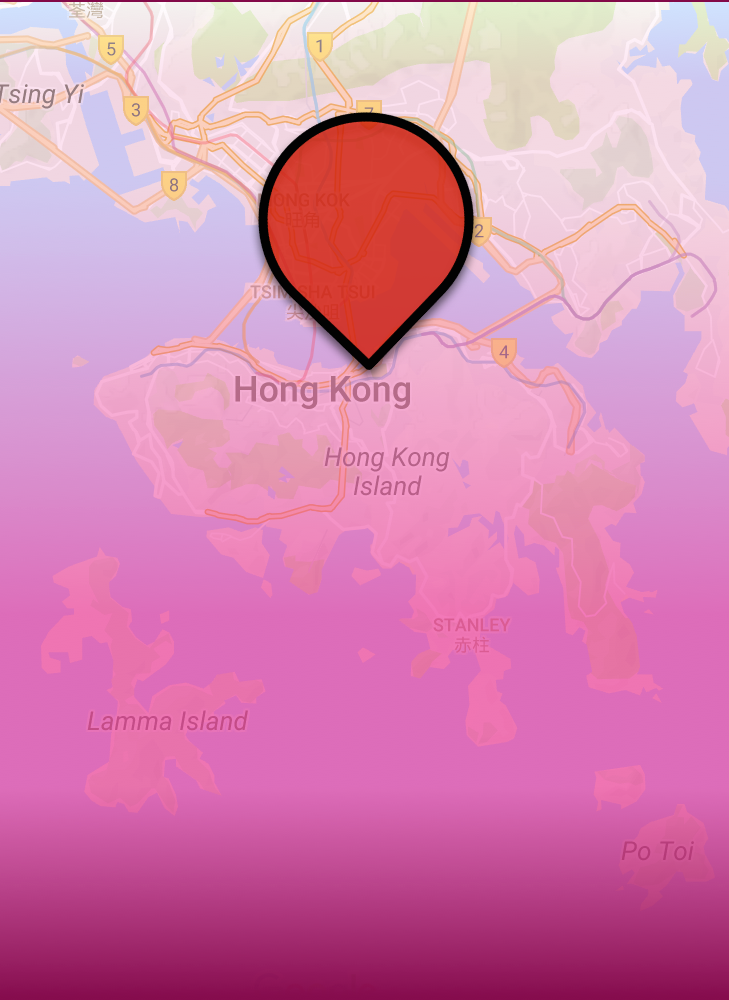 荃灣
5
1
Tsing Yi
3
7
8
ONG KOK
旺角
2
TSIM SHA TSUI
尖沙咀
4
Hong Kong
Hong Kong
Island
STANLEY
赤柱
Lamma Island
Po Toi